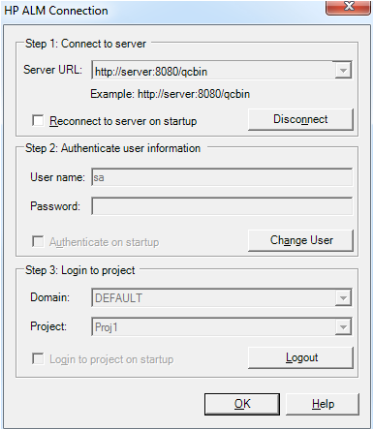 HP ALM Connection
Step 1: Connect to server
Server URL: http://server:8080/qcbin
Example: http://server:8080/qcbin
Reconnect to server on startup Disconnect
Step 2: Authenticate user information
User name: sa
Password:
Authenticate on startup Change User
Step 3: Login to project
Domain: DEFAULT
Project: Proj1
Login to project on startup Logout
OK Help